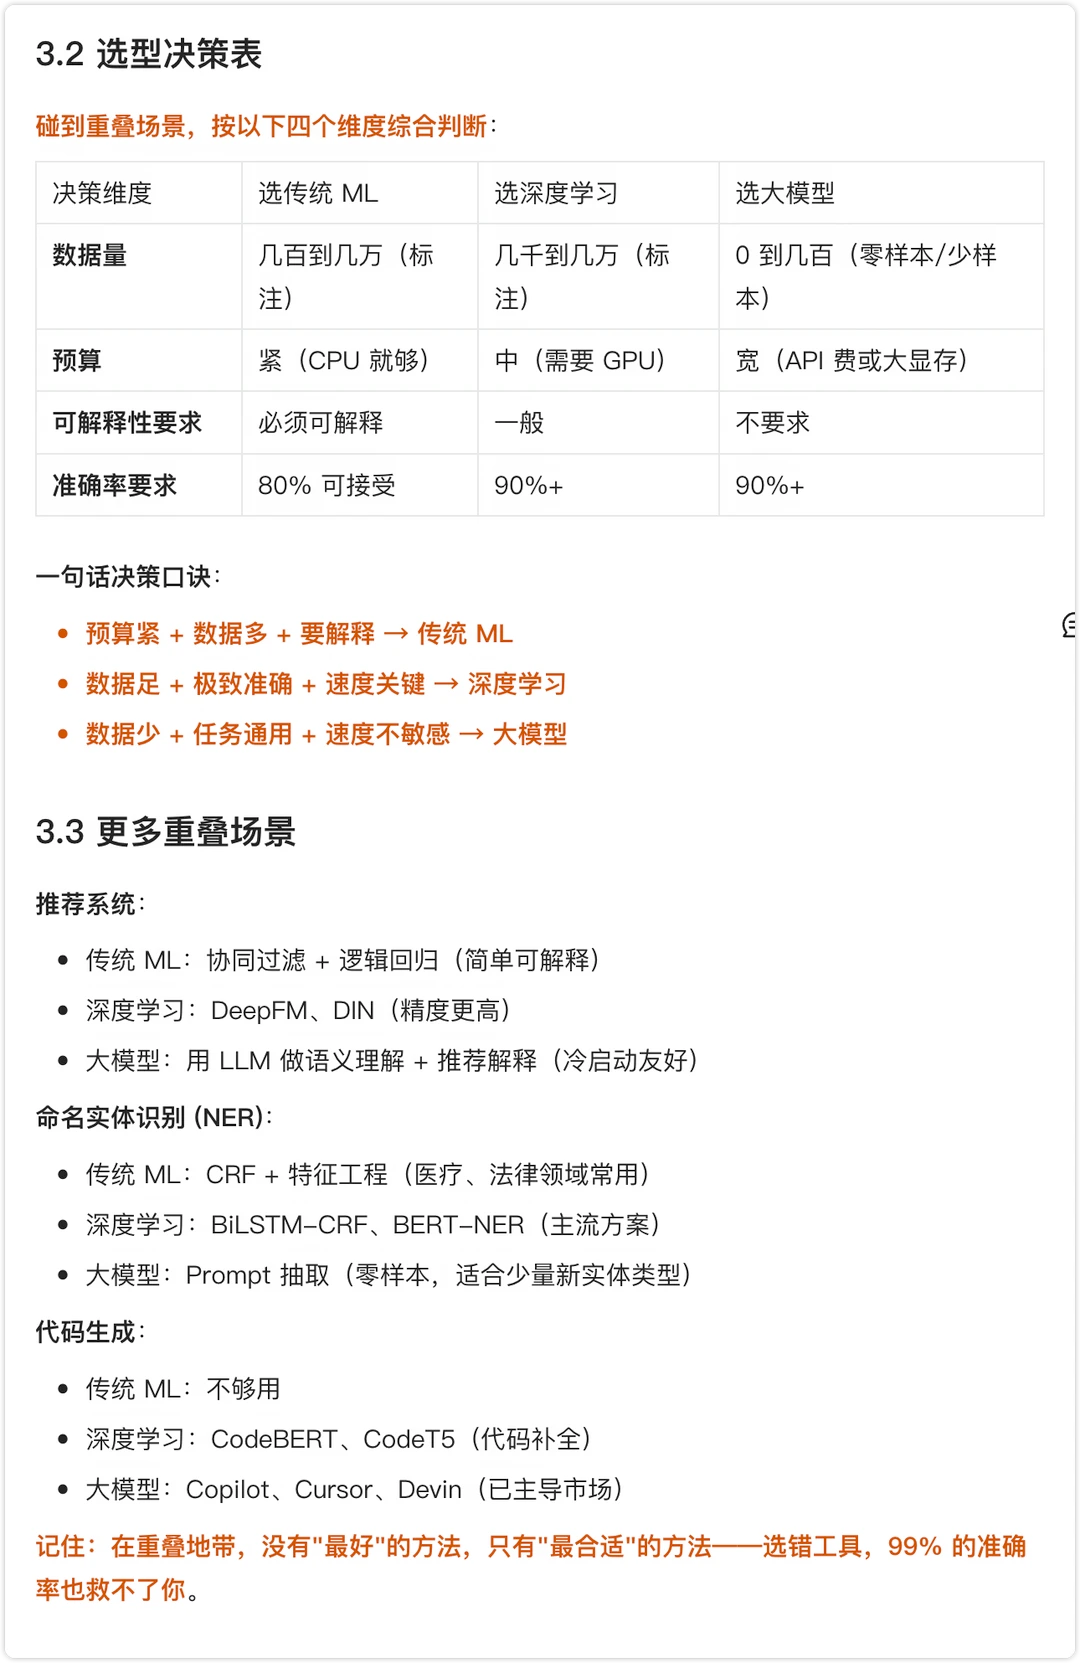 3.2 选型决策表
碰到重叠场景，按以下四个维度综合判断：
决策维度 选传统 ML 选深度学习 选大模型
数据量 几百到几万（标注） 几千到几万（标注） 0 到几百（零样本/少样本）
预算 紧（CPU 就够） 中（需要 GPU） 宽（API 费或大显存）
可解释性要求 必须可解释 一般 不要求
准确率要求 80% 可接受 90%+ 90%+
一句话决策口诀：
• 预算紧 + 数据多 + 要解释 → 传统 ML
• 数据足 + 极致准确 + 速度关键 → 深度学习
• 数据少 + 任务通用 + 速度不敏感 → 大模型
3.3 更多重叠场景
推荐系统：
• 传统 ML：协同过滤 + 逻辑回归（简单可解释）
• 深度学习：DeepFM、DIN（精度更高）
• 大模型：用 LLM 做语义理解 + 推荐解释（冷启动友好）
命名实体识别 (NER)：
• 传统 ML：CRF + 特征工程（医疗、法律领域常用）
• 深度学习：BiLSTM-CRF、BERT-NER（主流方案）
• 大模型：Prompt 抽取（零样本，适合少量新实体类型）
代码生成：
• 传统 ML：不够用
• 深度学习：CodeBERT、CodeT5（代码补全）
• 大模型：Copilot、Cursor、Devin（已主导市场）
记住：在重叠地带，没有"最好"的方法，只有"最合适"的方法——选错工具，99% 的准确
率也救不了你。